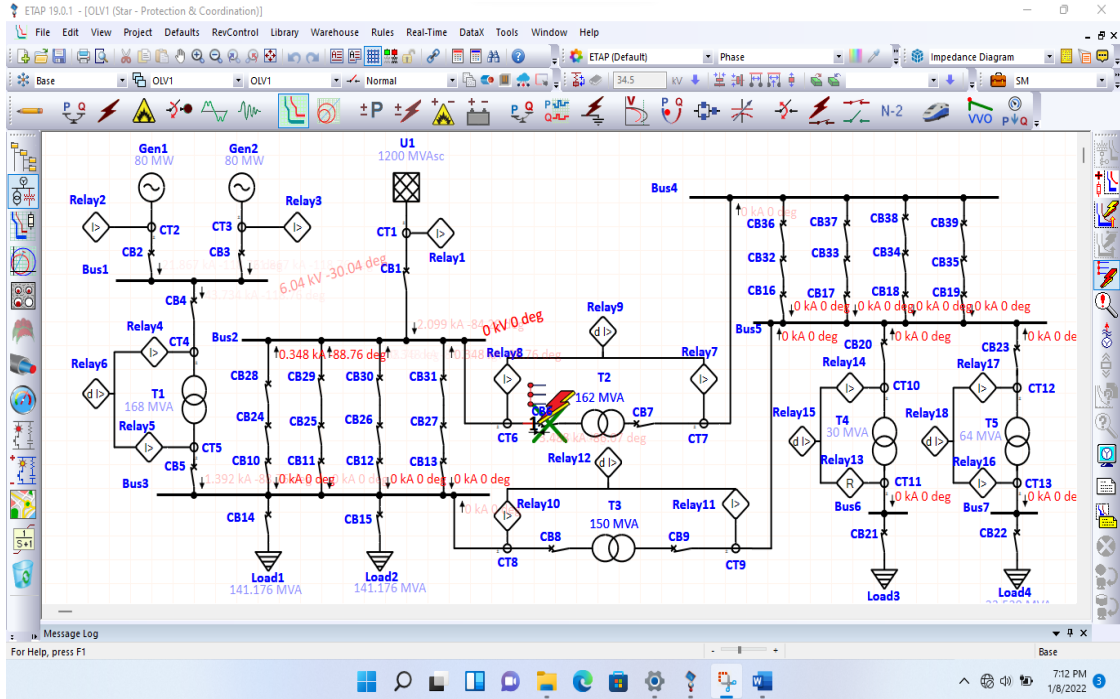 ETAP 19.0.1 - [OLV1 (Star - Protection & Coordination)]
File Edit View Project Defaults RevControl Library Warehouse Rules Real-Time DataX Tools Window Help
ETAP (Default) Phase Impedance Diagram
Base OLV1 OLV1 Normal 34.5 kV SM
P Q ±P P Q P Q N-2 VVO P Q
Gen1
80 MW
Gen2
80 MW
U1
1200 MVAsc
Relay2
CT2
CT3
Relay3
CT1
Relay1
CB2
CB3
CB1
Bus1
6.04 kV -30.04 deg
CB4
Relay4
CT4
Relay6
T1
168 MVA
Relay5
CT5
CB5
Bus3
Bus2
2.099 kA
0 kV 0 deg
0.348 kA -88.76 deg
CB28
CB29
CB30
CB31
CB24
CB25
CB26
CB27
CB10
CB11
CB12
CB13
0 kA 0 deg
0 kA 0 deg
0 kA 0 deg
0 kA 0 deg
CB14
CB15
Load1
141.176 MVA
Load2
141.176 MVA
Relay9
d I>
Relay8
Relay7
T2
162 MVA
CB6
CB7
CT6
CT7
Relay12
d I>
Relay10
Relay11
T3
150 MVA
CB8
CB9
CT8
CT9
Bus4
0 kA 0 deg
CB36
CB37
CB38
CB39
CB32
CB33
CB34
CB35
CB16
CB17
CB18
CB19
0 kA 0 deg
0 kA 0 deg
0 kA 0 deg
0 kA 0 deg
Bus5
0 kA 0 deg
0 kA 0 deg
0 kA 0 de
CB20
CB23
Relay14
CT10
Relay17
CT12
Relay15
T4
30 MVA
Relay18
T5
64 MVA
Relay13
R
CT11
Relay16
CT13
0 kA 0 deg
0 kA 0 de
Bus6
Bus7
CB21
CB22
Load3
Load4
Message Log
For Help, press F1
Base
7:12 PM
1/8/2022
3